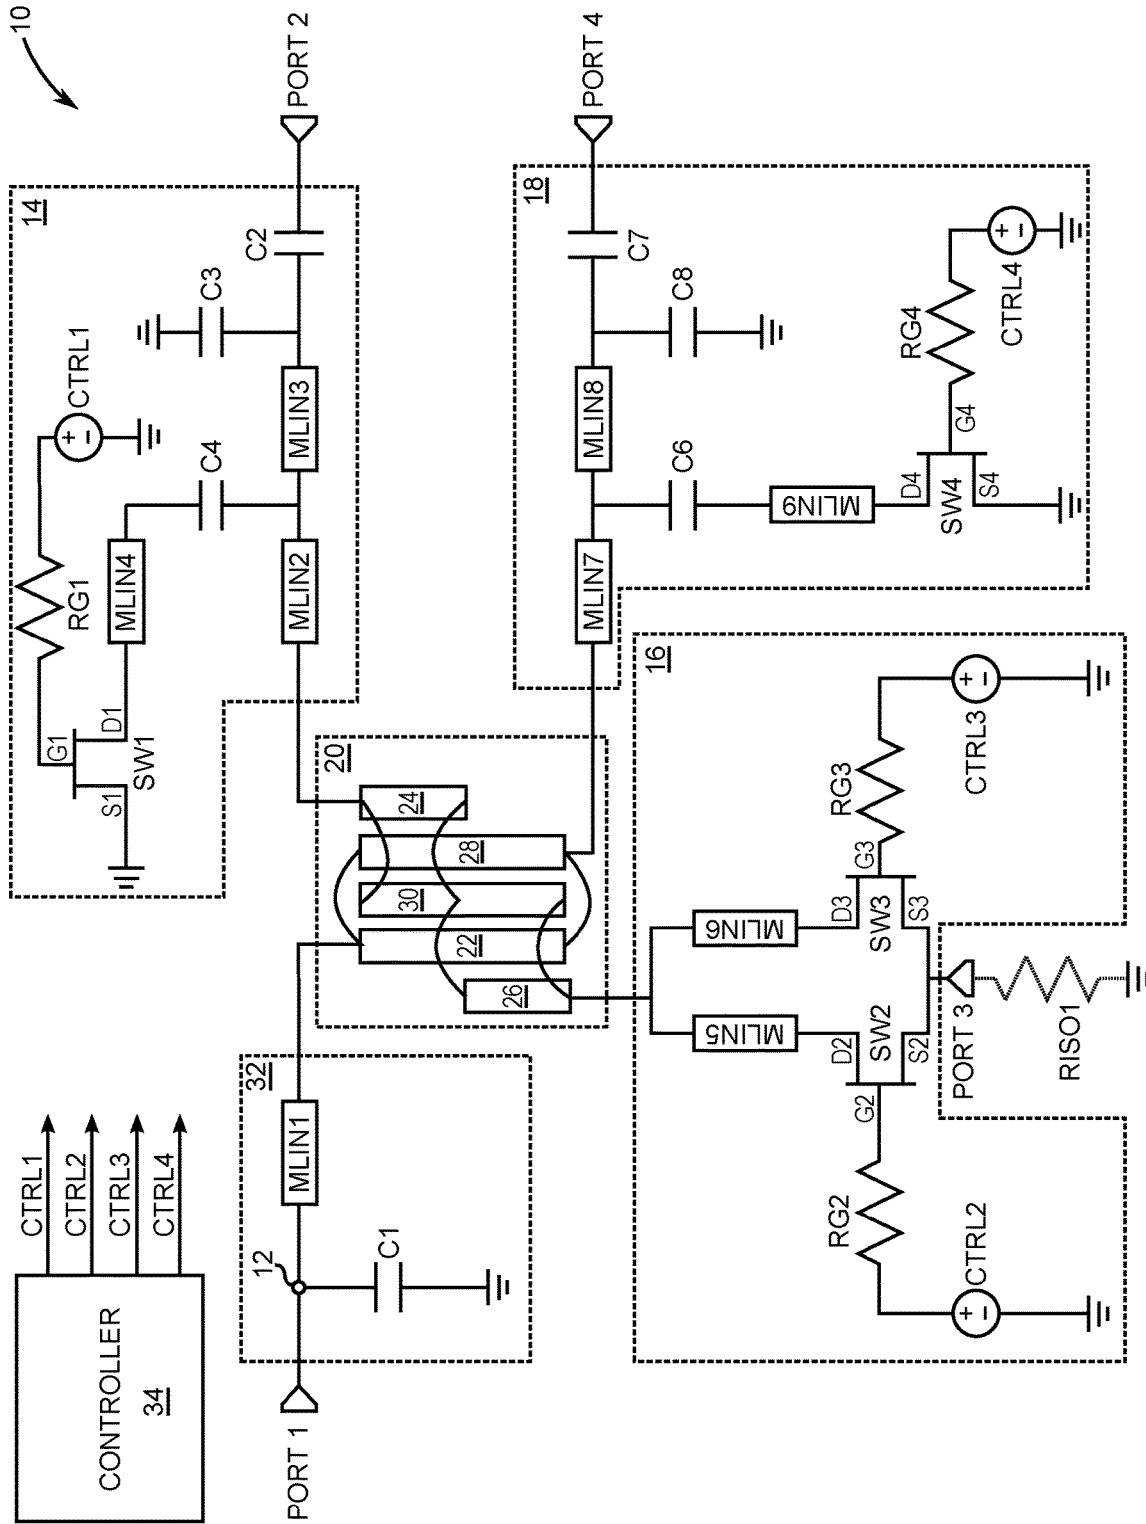 10
CONTROLLER
34
CTRL1
CTRL2
CTRL3
CTRL4
14
G1
S1
D1
SW1
RG1
CTRL1
+
-
MLIN4
C4
C3
MLIN2
MLIN3
C2
PORT 2
PORT 1
12
C1
MLIN1
32
20
24
28
30
22
26
18
MLIN7
MLIN8
C7
PORT 4
C6
C8
MLIN9
D4
S4
SW4
G4
RG4
CTRL4
+
-
16
MLIN5
MLIN6
D2
S2
SW2
G2
RG2
CTRL2
+
-
D3
S3
SW3
G3
RG3
CTRL3
+
-
PORT 3
RISO1